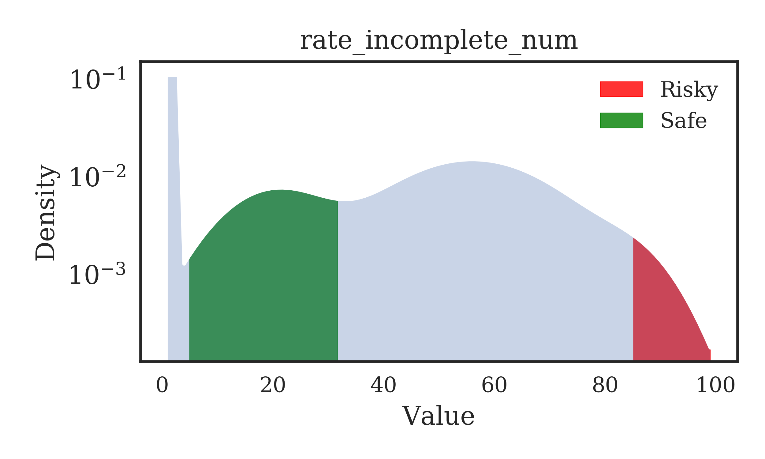 rate_incomplete_num
Density
10⁻¹
10⁻²
10⁻³
Risky
Safe
0 20 40 60 80 100
Value